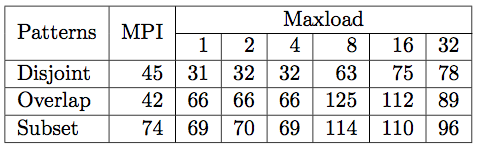 Patterns MPI Maxload
1 2 4 8 16 32
Disjoint 45 31 32 32 63 75 78
Overlap 42 66 66 66 125 112 89
Subset 74 69 70 69 114 110 96